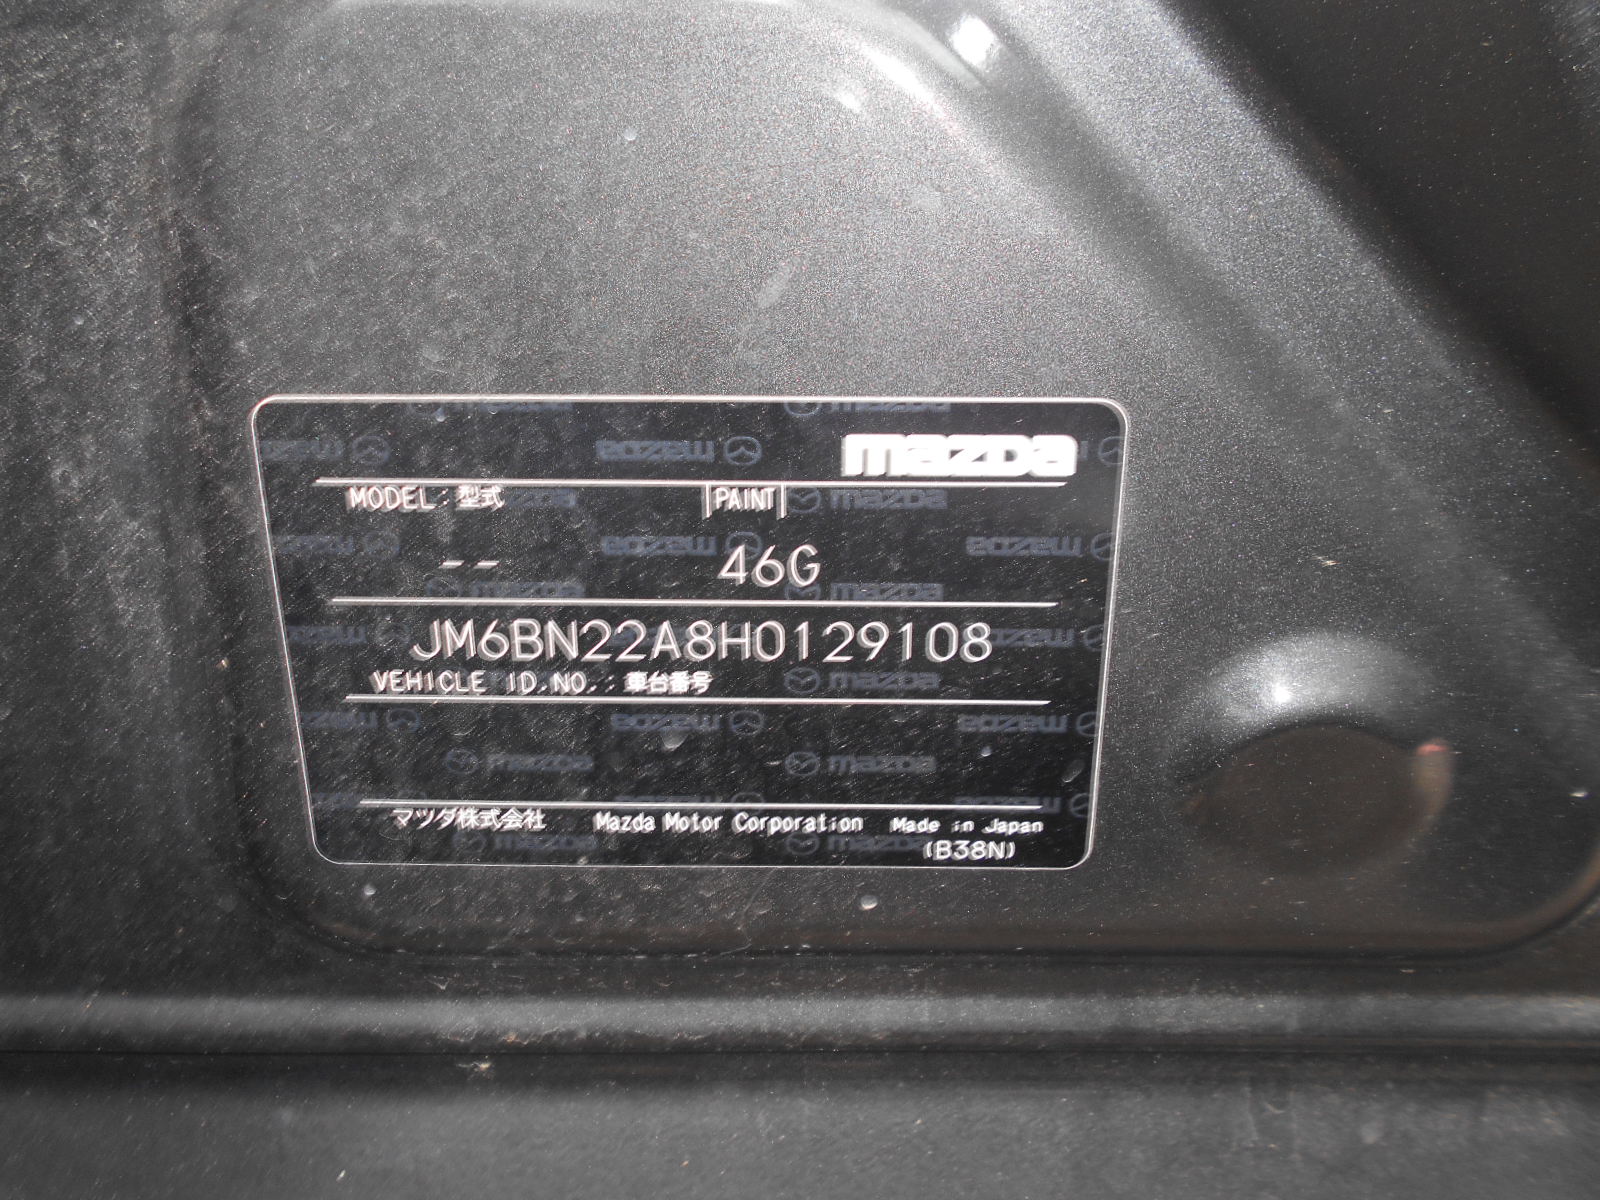 mazda
MODEL : 型式 PAINT
-- 46G
JM6BN22A8H0129108
VEHICLE ID.NO. : 車台番号
マツダ株式会社 Mazda Motor Corporation Made in Japan
(B38N)